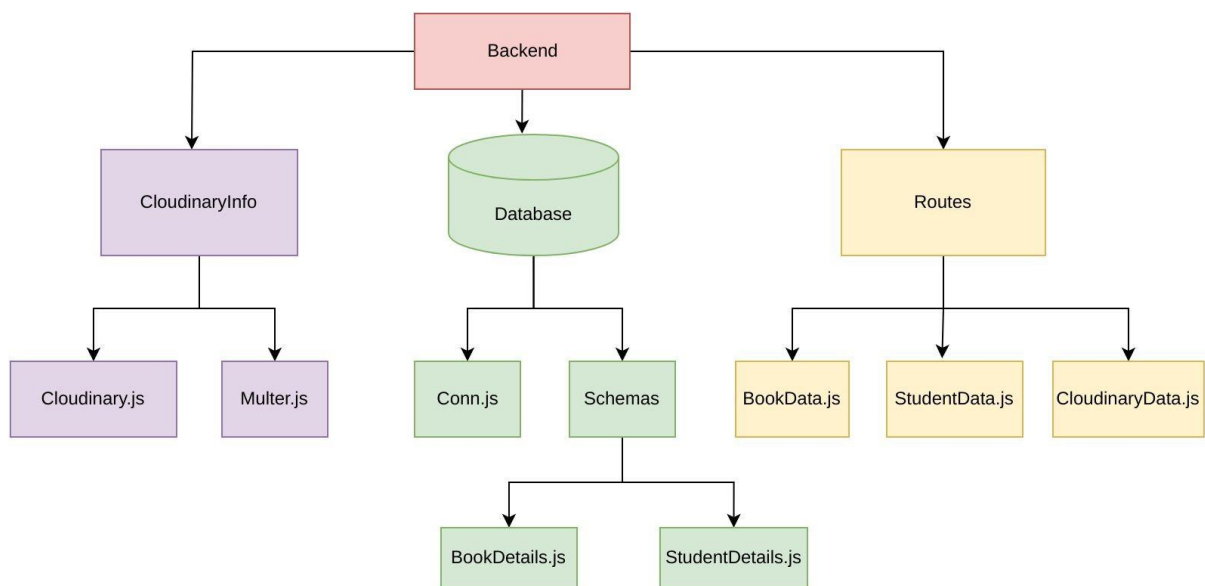 Backend
CloudinaryInfo
Database
Routes
Cloudinary.js
Multer.js
Conn.js
Schemas
BookData.js
StudentData.js
CloudinaryData.js
BookDetails.js
StudentDetails.js